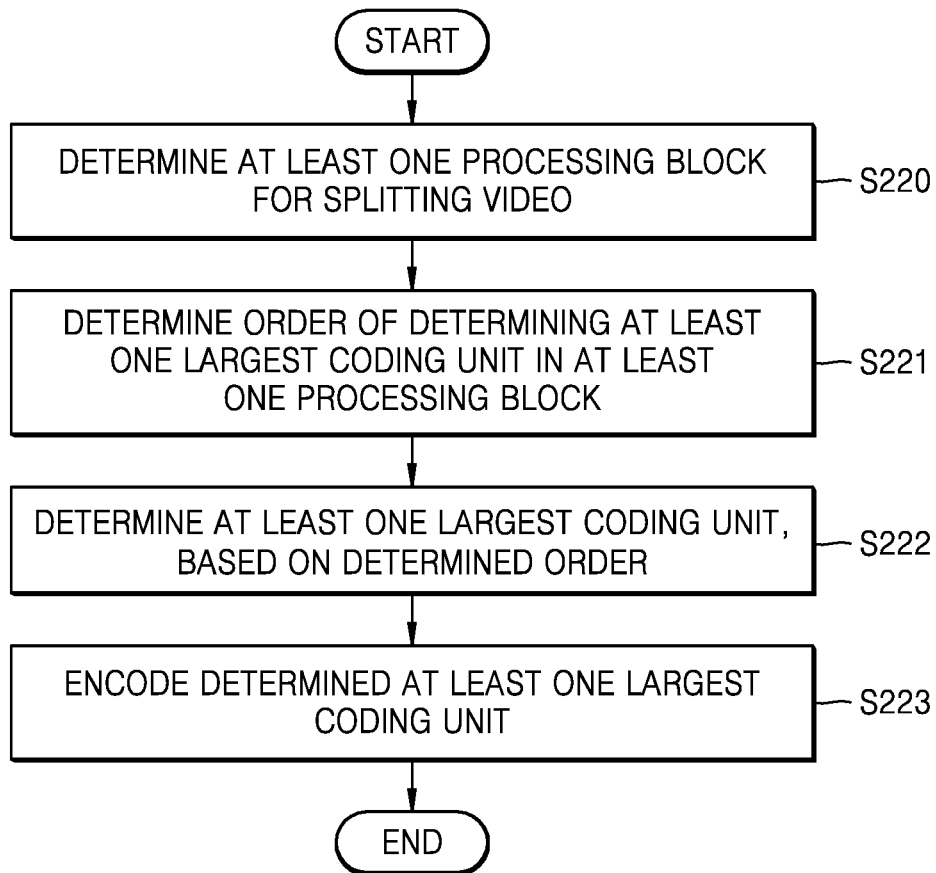 START
DETERMINE AT LEAST ONE PROCESSING BLOCK
FOR SPLITTING VIDEO
S220
DETERMINE ORDER OF DETERMINING AT LEAST
ONE LARGEST CODING UNIT IN AT LEAST
ONE PROCESSING BLOCK
S221
DETERMINE AT LEAST ONE LARGEST CODING UNIT,
BASED ON DETERMINED ORDER
S222
ENCODE DETERMINED AT LEAST ONE LARGEST
CODING UNIT
S223
END